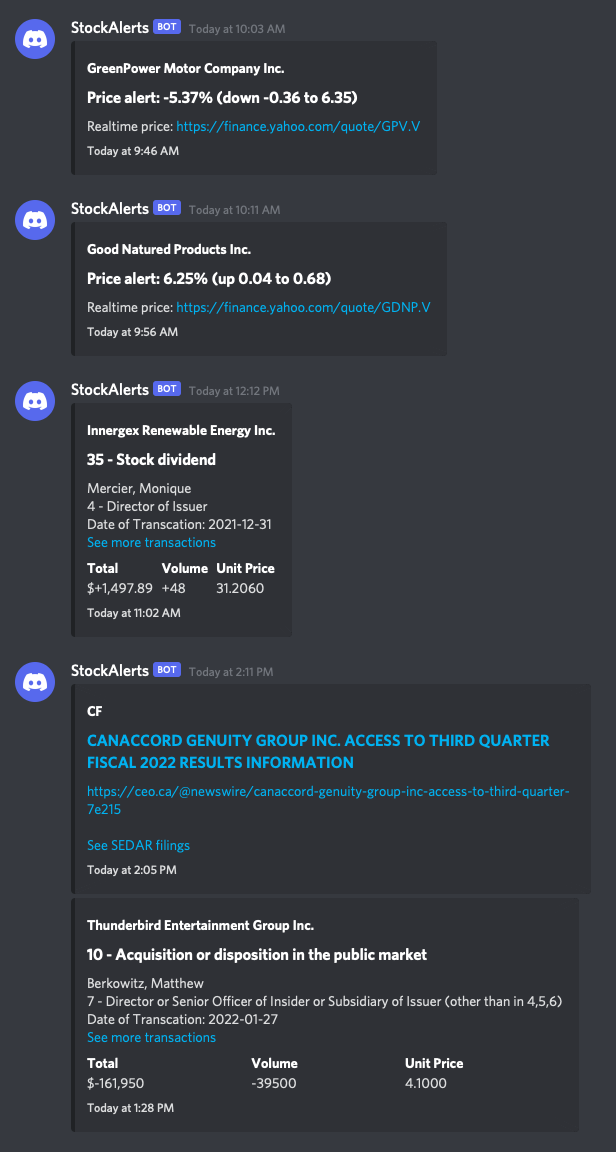 StockAlerts BOT Today at 10:03 AM
GreenPower Motor Company Inc.
Price alert: -5.37% (down -0.36 to 6.35)
Realtime price: https://finance.yahoo.com/quote/GPV.V
Today at 9:46 AM
StockAlerts BOT Today at 10:11 AM
Good Natured Products Inc.
Price alert: 6.25% (up 0.04 to 0.68)
Realtime price: https://finance.yahoo.com/quote/GDNP.V
Today at 9:56 AM
StockAlerts BOT Today at 12:12 PM
Innergex Renewable Energy Inc.
35 - Stock dividend
Mercier, Monique
4 - Director of Issuer
Date of Transcation: 2021-12-31
See more transactions
Total Volume Unit Price
$+1,497.89 +48 31.2060
Today at 11:02 AM
StockAlerts BOT Today at 2:11 PM
CF
CANACCORD GENUITY GROUP INC. ACCESS TO THIRD QUARTER
FISCAL 2022 RESULTS INFORMATION
https://ceo.ca/@newswire/canaccord-genuity-group-inc-access-to-third-quarter-
7e215
See SEDAR filings
Today at 2:05 PM
Thunderbird Entertainment Group Inc.
10 - Acquisition or disposition in the public market
Berkowitz, Matthew
7 - Director or Senior Officer of Insider or Subsidiary of Issuer (other than in 4,5,6)
Date of Transcation: 2022-01-27
See more transactions
Total Volume Unit Price
$-161,950 -39500 4.1000
Today at 1:28 PM